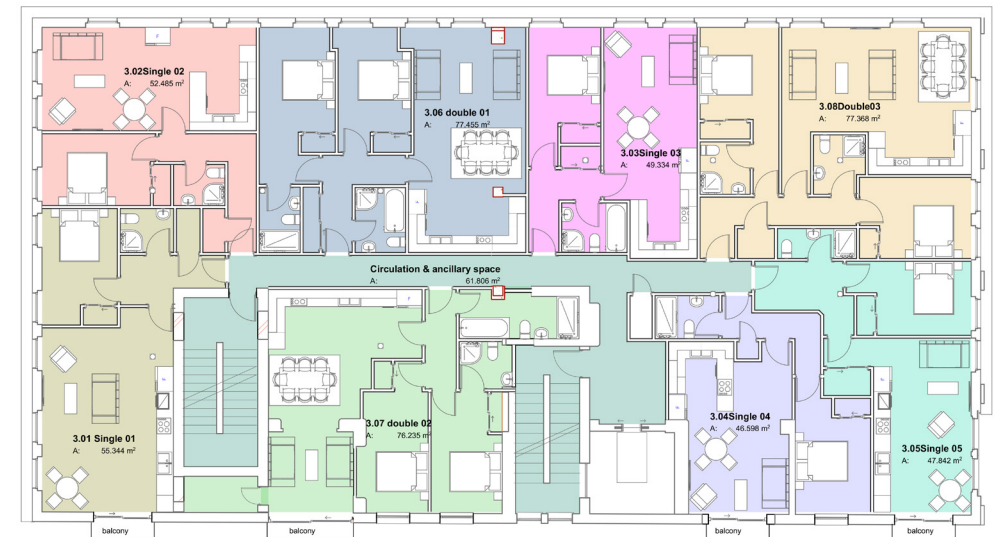 3.02Single 02
A: 52.485 m²
3.06 double 01
A: 77.455 m²
3.03Single 03
A: 49.334 m²
3.08Double03
A: 77.368 m²
Circulation & ancillary space
A: 61.806 m²
3.01 Single 01
A: 55.344 m²
3.07 double 02
A: 76.235 m²
3.04Single 04
A: 46.598 m²
3.05Single 05
A: 47.842 m²
balcony
balcony
balcony
balcony